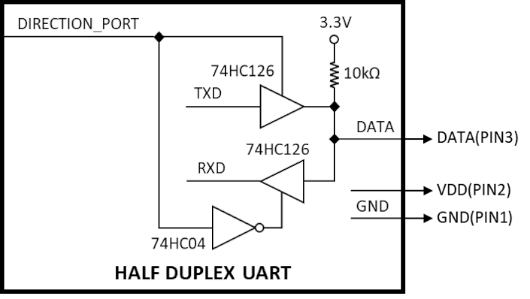 DIRECTION_PORT
3.3V
74HC126
10kΩ
TXD
DATA
DATA(PIN3)
74HC126
RXD
VDD(PIN2)
GND
GND(PIN1)
74HC04
HALF DUPLEX UART